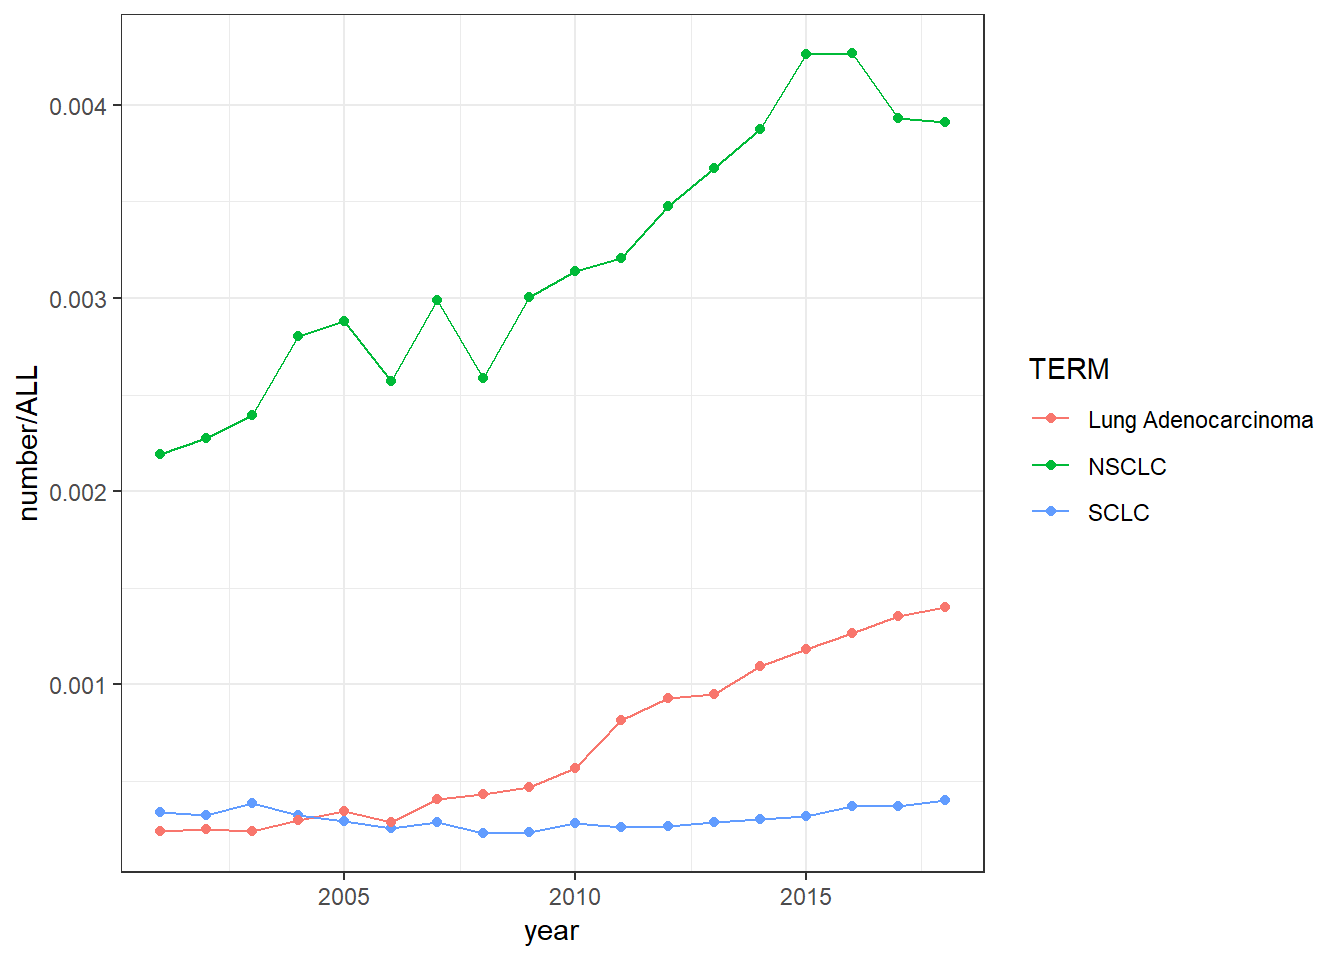 0.004
0.003
0.002
0.001
number/ALL
2005
2010
2015
year
TERM
Lung Adenocarcinoma
NSCLC
SCLC